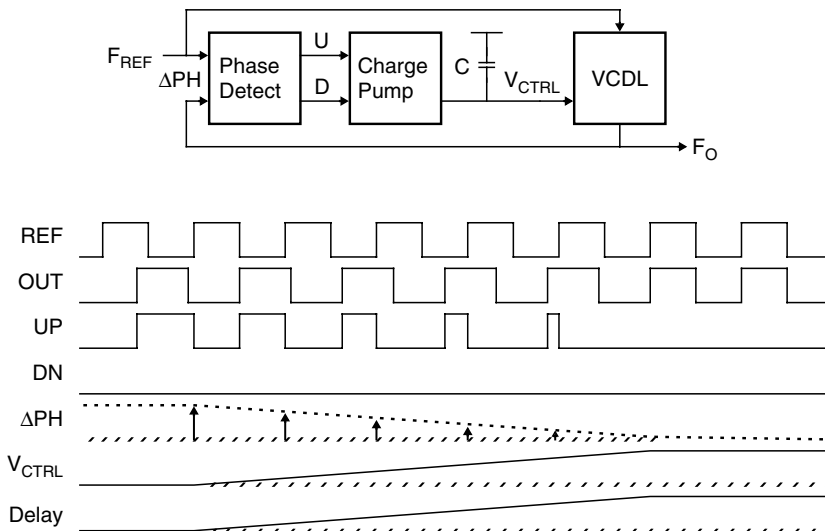 F_REF
ΔPH
Phase
Detect
U
D
Charge
Pump
C
V_CTRL
VCDL
F_O
REF
OUT
UP
DN
ΔPH
V_CTRL
Delay